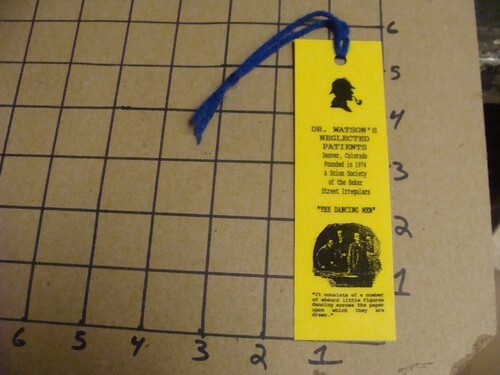 DR. WATSON'S
NEGLECTED
PATIENTS
Denver, Colorado
Founded in 1974
A Scion Society
of the Baker
Street Irregulars
"THE DANCING MEN"
"It consists of a number
of absurd little figures
dancing across the paper
upon which they are
drawn."
6
5
4
3
2
1
6 5 4 3 2 1